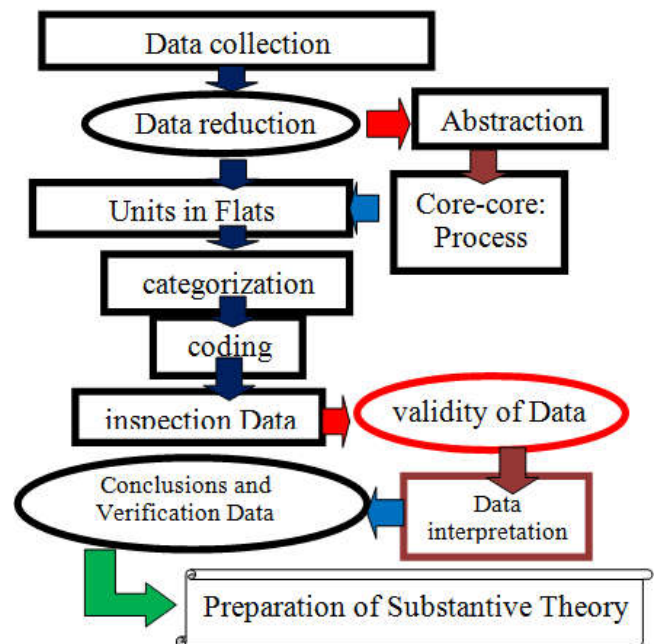 Data collection
Data reduction
Abstraction
Units in Flats
Core-core:
Process
categorization
coding
inspection Data
validity of Data
Conclusions and
Verification Data
Data
interpretation
Preparation of Substantive Theory